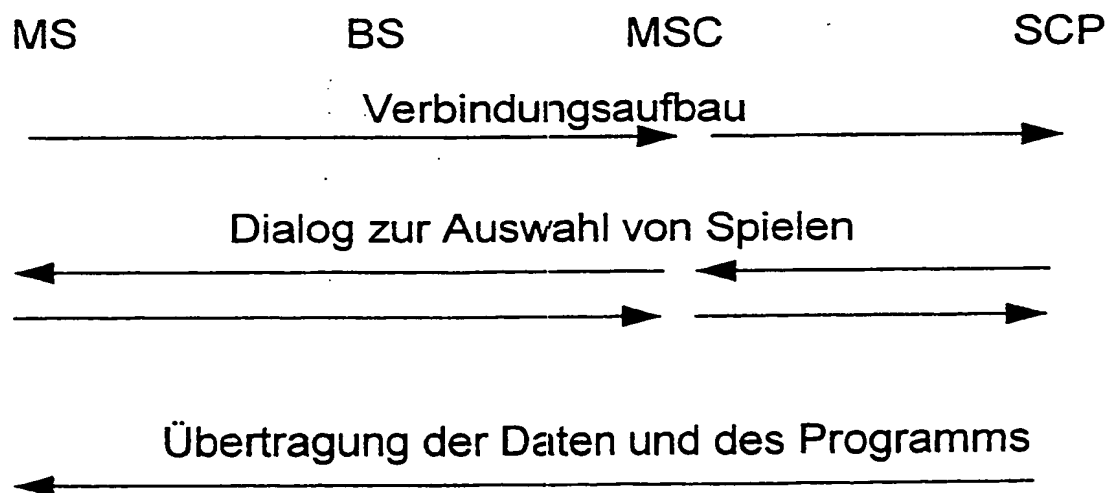 MS BS MSC SCP
Verbindungsaufbau
Dialog zur Auswahl von Spielen
Übertragung der Daten und des Programms